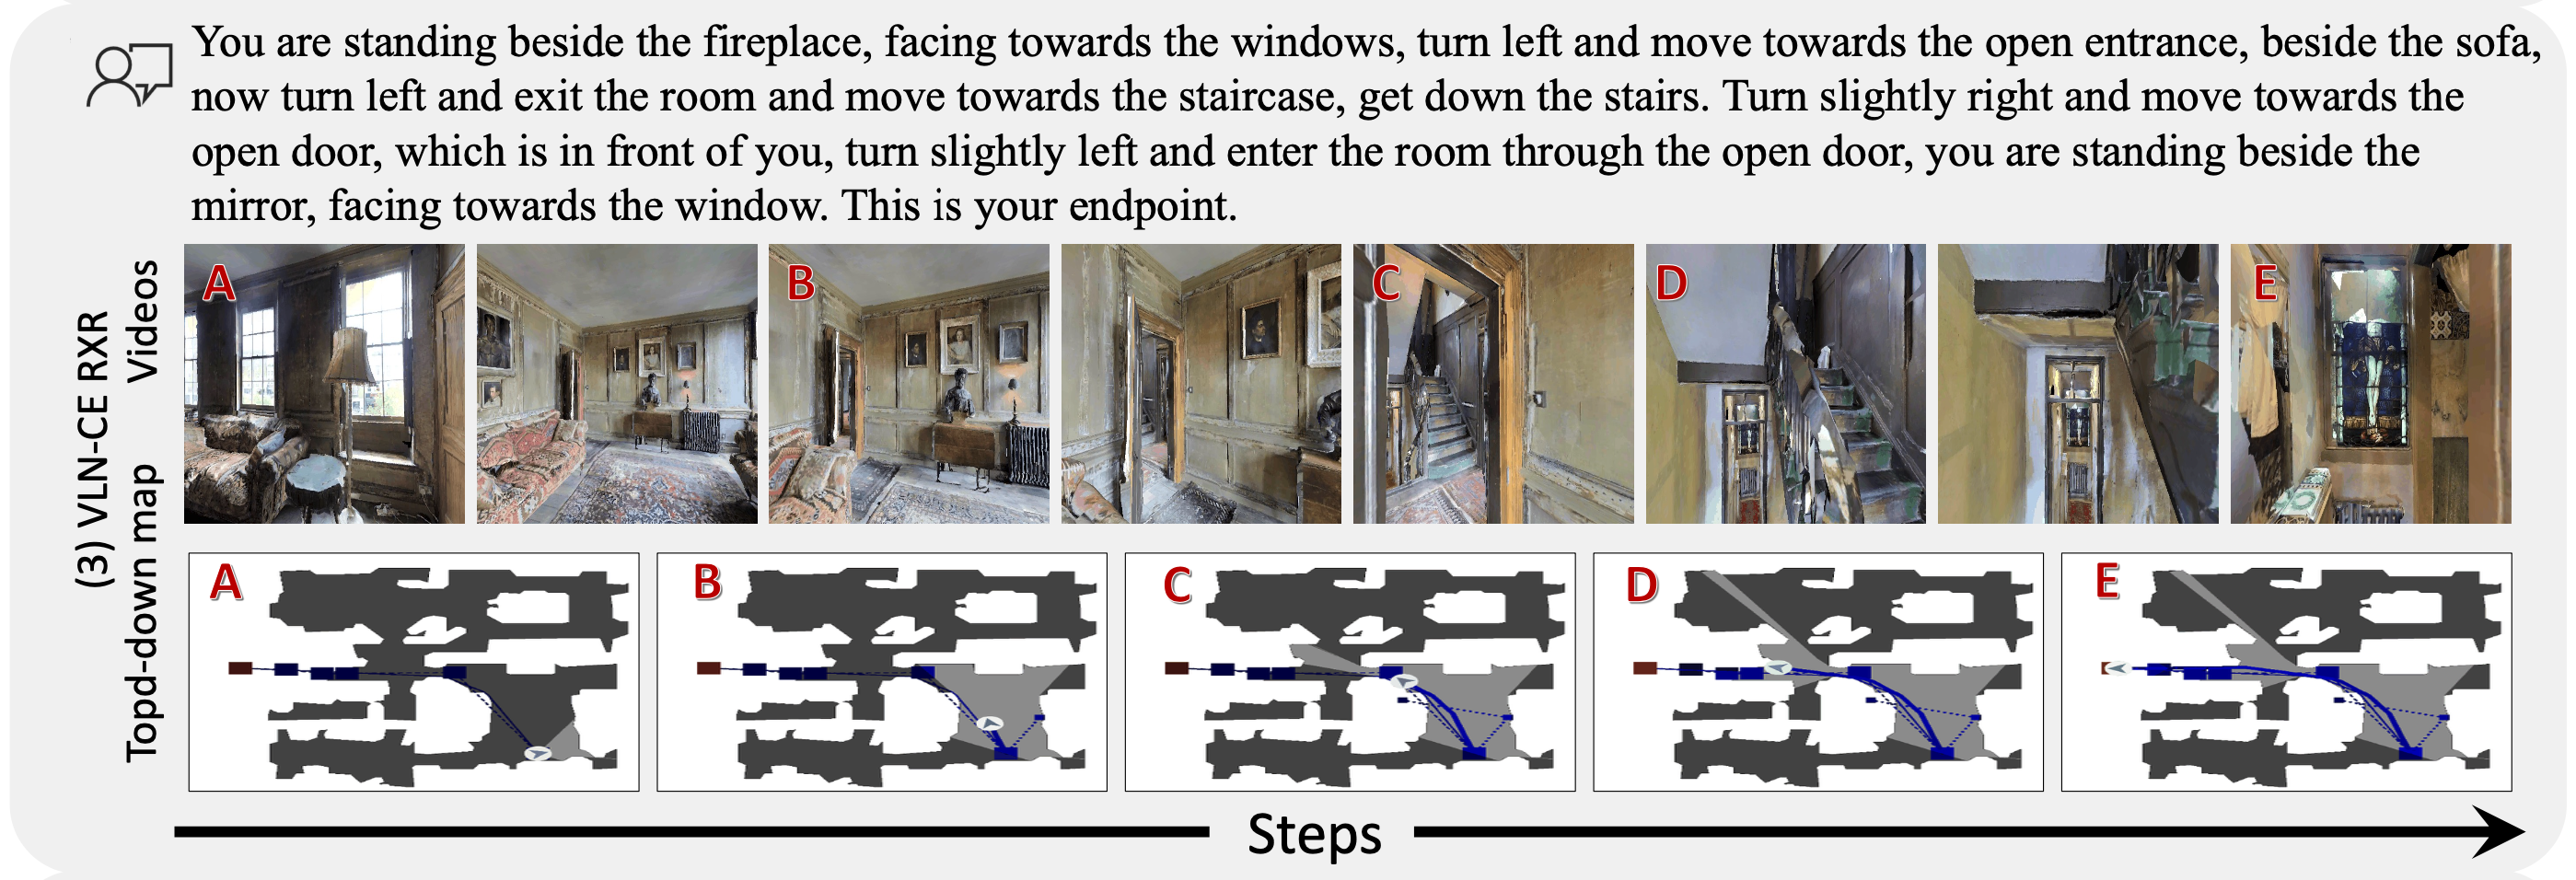 You are standing beside the fireplace, facing towards the windows, turn left and move towards the open entrance, beside the sofa,
now turn left and exit the room and move towards the staircase, get down the stairs. Turn slightly right and move towards the
open door, which is in front of you, turn slightly left and enter the room through the open door, you are standing beside the
mirror, facing towards the window. This is your endpoint.
(3) VLN-CE RXR
Videos
A
B
C
D
E
Topd-down map
A
B
C
D
E
Steps